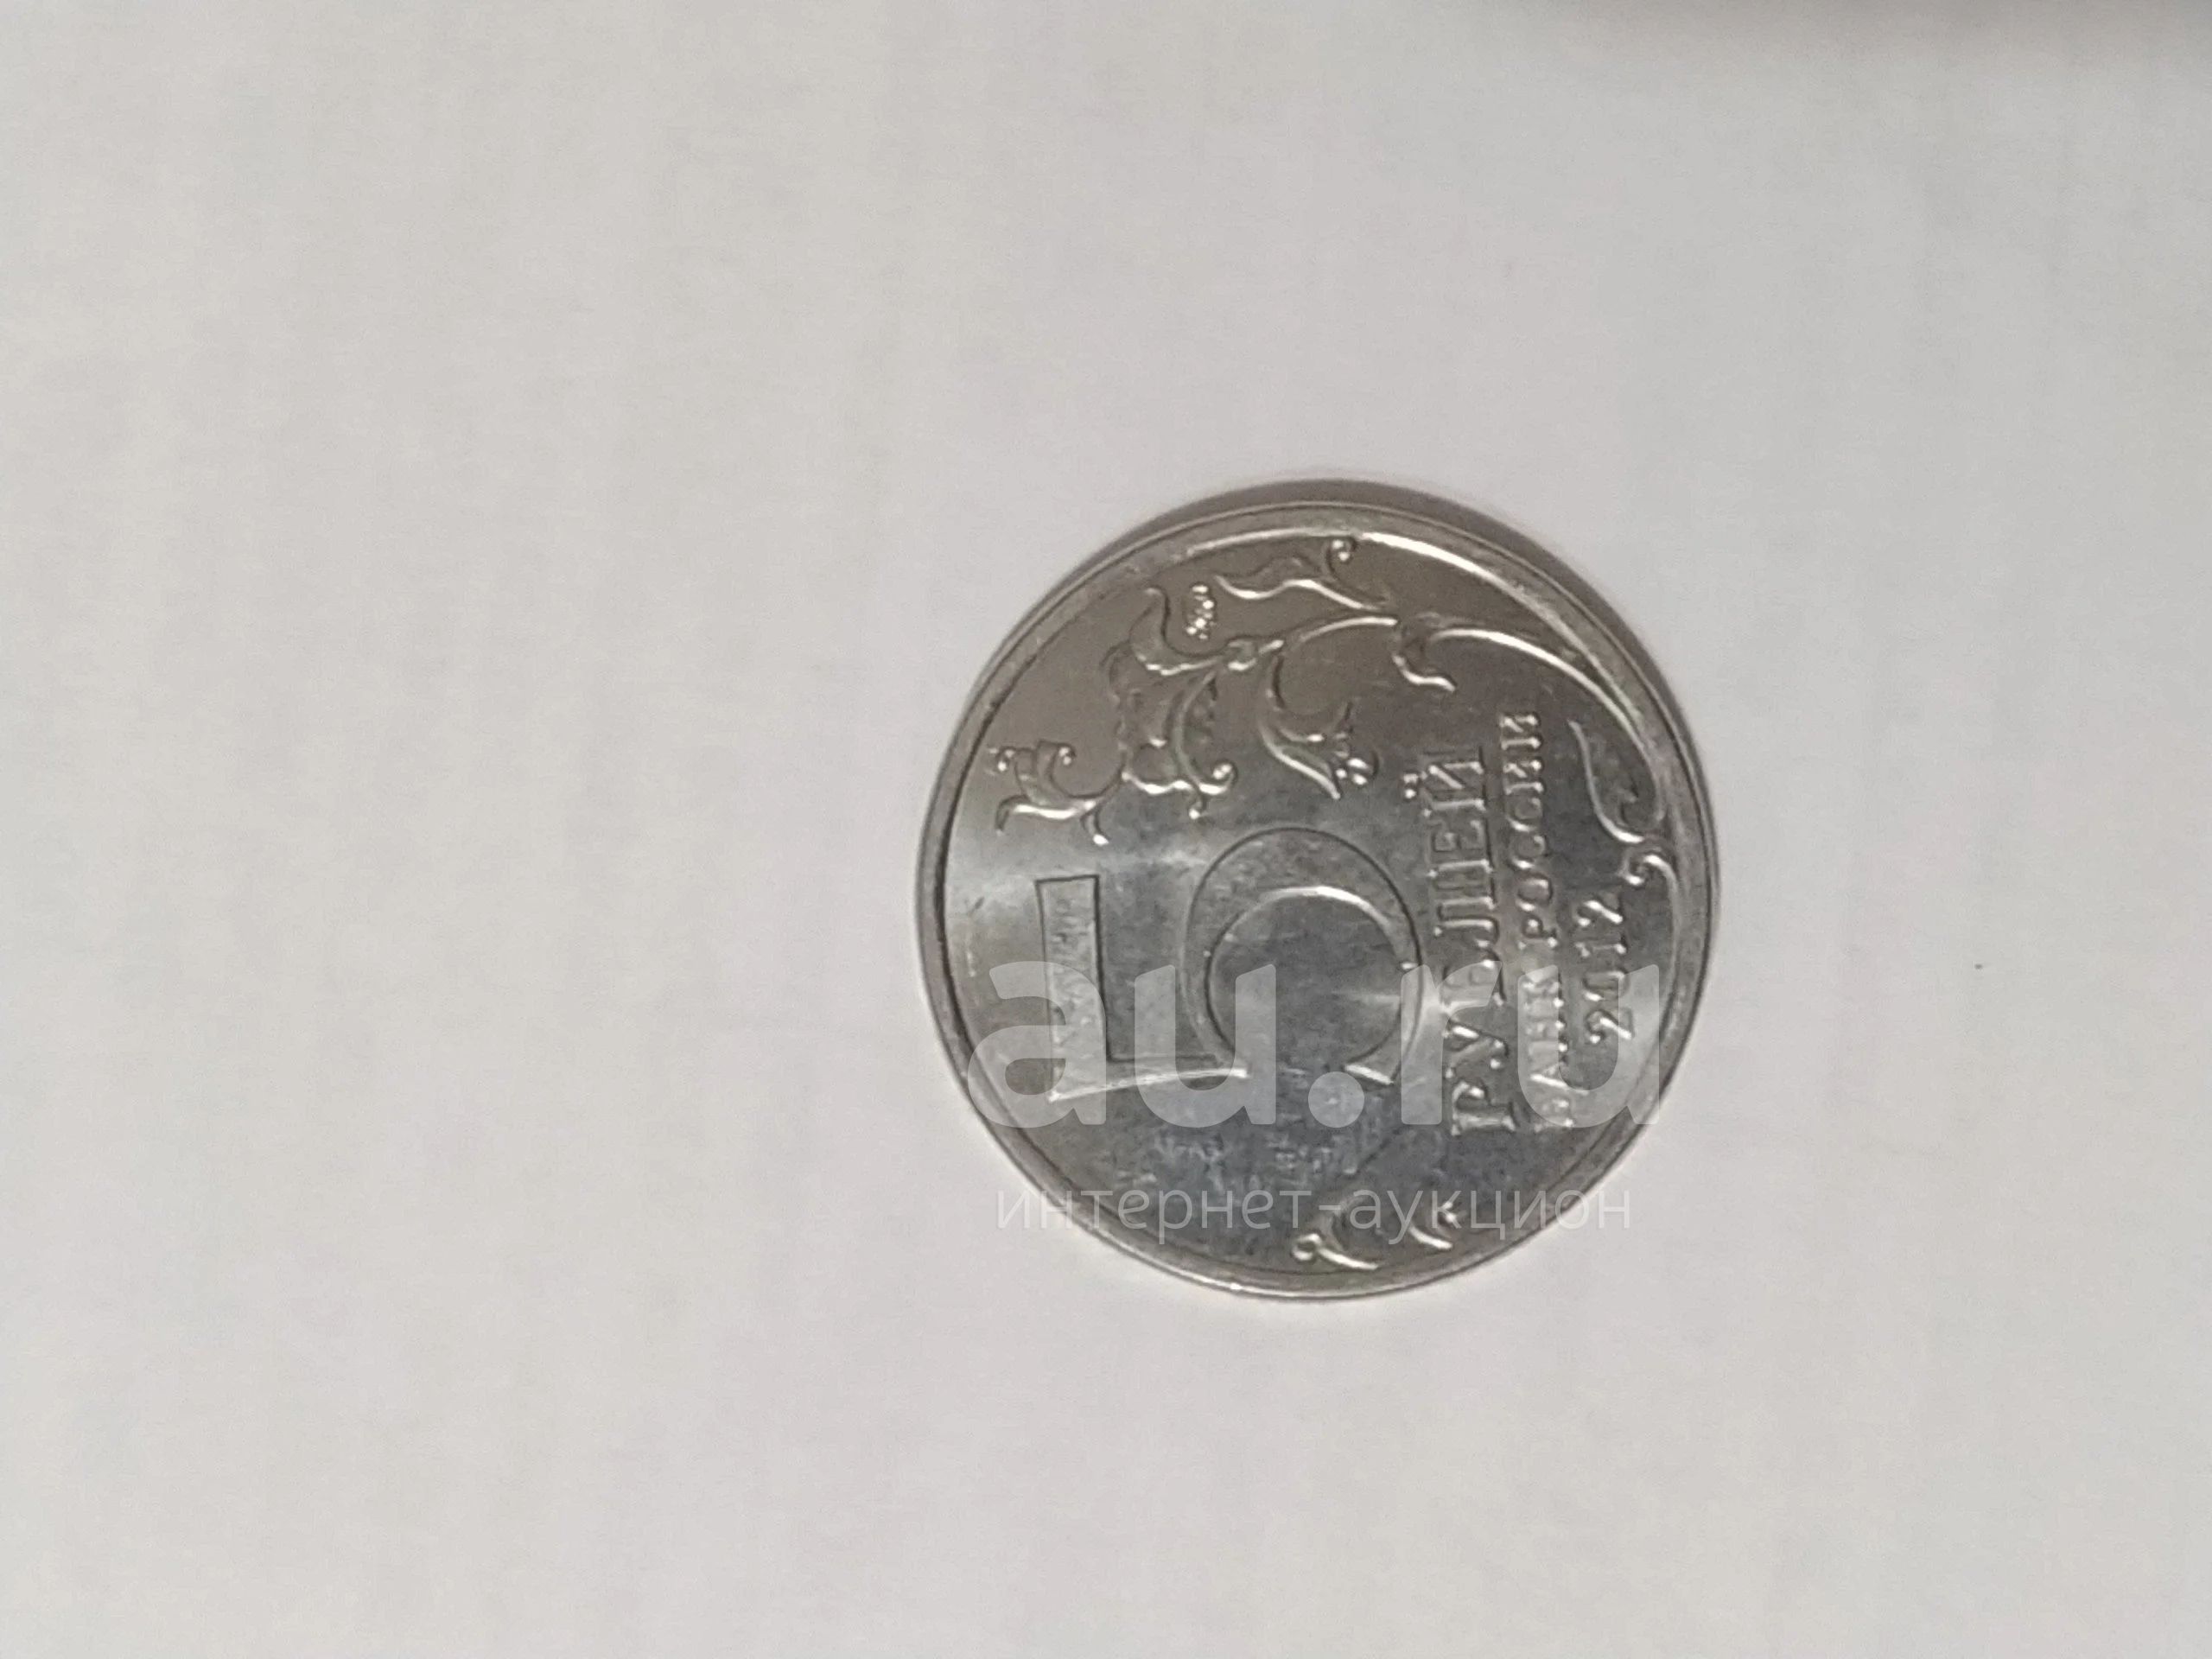 5
РУБЛЕЙ
БАНК РОССИИ
2012
au.ru
интернет-аукцион